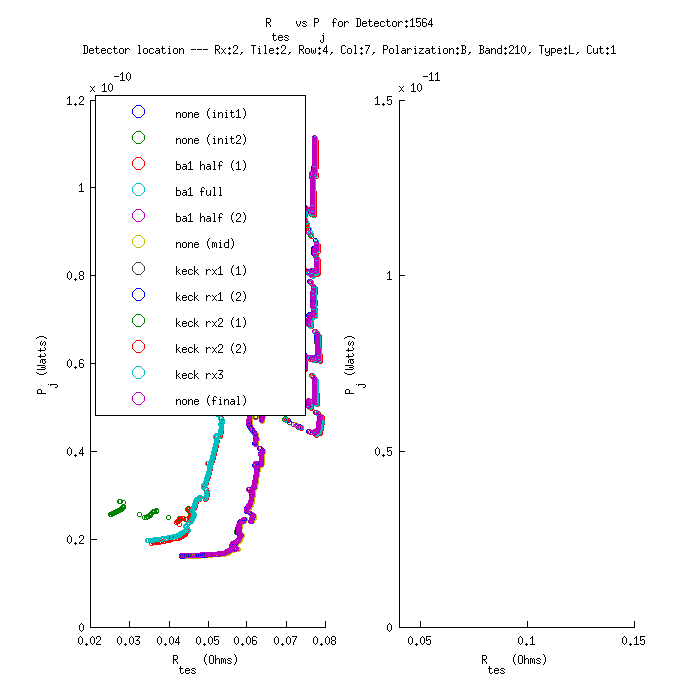 R_tes vs P_j for Detector:1564
Detector location --- Rx:2, Tile:2, Row:4, Col:7, Polarization:B, Band:210, Type:L, Cut:1
x 10^-10
1.2
1
0.8
0.6
0.4
0.2
0
P_j (Watts)
none (init1)
none (init2)
ba1 half (1)
ba1 full
ba1 half (2)
none (mid)
keck rx1 (1)
keck rx1 (2)
keck rx2 (1)
keck rx2 (2)
keck rx3
none (final)
0.02 0.03 0.04 0.05 0.06 0.07 0.08
R_tes (Ohms)
x 10^-11
1.5
1
0.5
0
P_j (Watts)
0.05 0.1 0.15
R_tes (Ohms)